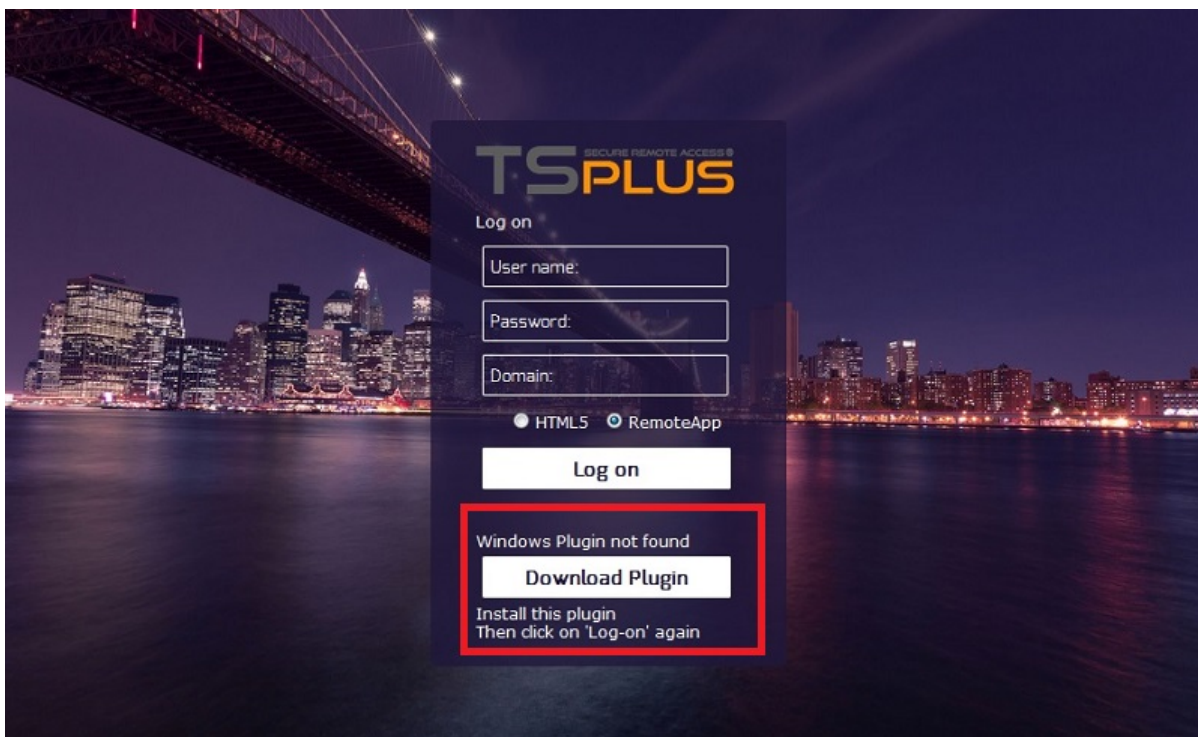 SECURE REMOTE ACCESS
TSPLUS
Log on
User name:
Password:
Domain:
HTML5 RemoteApp
Log on
Windows Plugin not found
Download Plugin
Install this plugin
Then click on 'Log-on' again